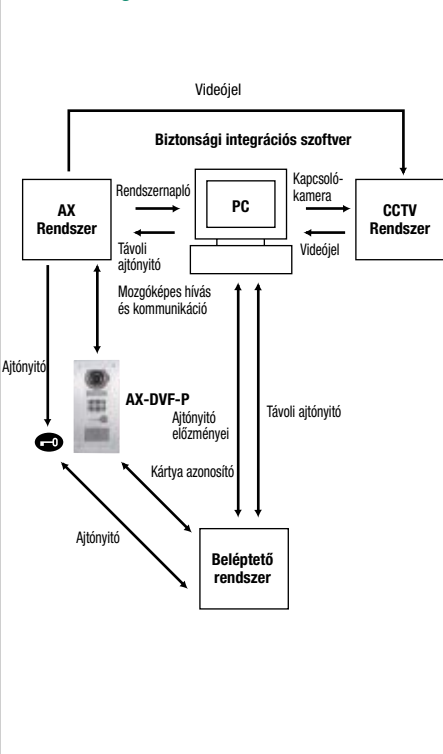 Videójel
Biztonsági integrációs szoftver
AX
Rendszer
Rendszernapló
PC
Kapcsoló-
kamera
CCTV
Rendszer
Távoli
ajtónyitó
Videójel
Mozgóképes hívás
és kommunikáció
Ajtónyitó
AX-DVF-P
Ajtónyitó
előzményei
Távoli ajtónyitó
Kártya azonosító
Ajtónyitó
Beléptető
rendszer